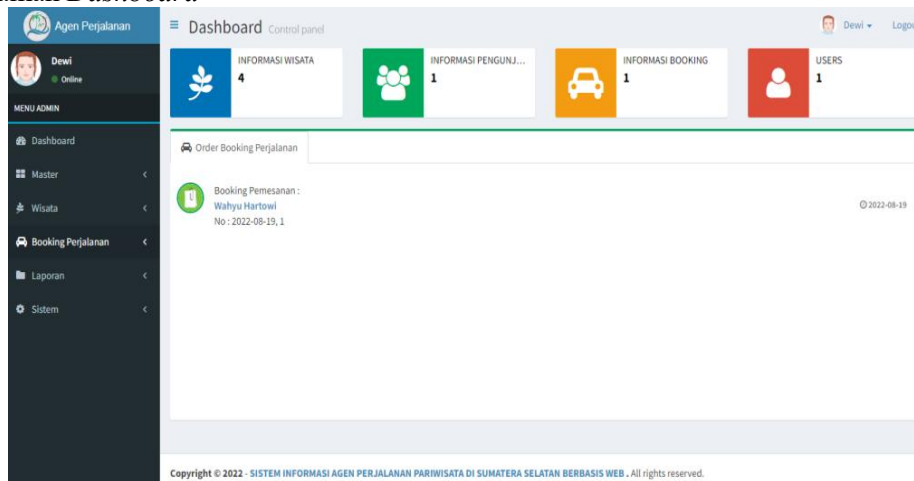 Dashboard
Agen Perjalanan
Dashboard Control panel
Dewi
Dewi
Online
MENU ADMIN
Dashboard
Master
Wisata
Booking Perjalanan
Laporan
Sistem
INFORMASI WISATA
4
INFORMASI PENGUNJ...
1
INFORMASI BOOKING
1
USERS
1
Order Booking Perjalanan
Booking Pemesanan :
Wahyu Hartowi
No : 2022-08-19, 1
2022-08-19
Copyright © 2022 - SISTEM INFORMASI AGEN PERJALANAN PARIWISATA DI SUMATERA SELATAN BERBASIS WEB . All rights reserved.